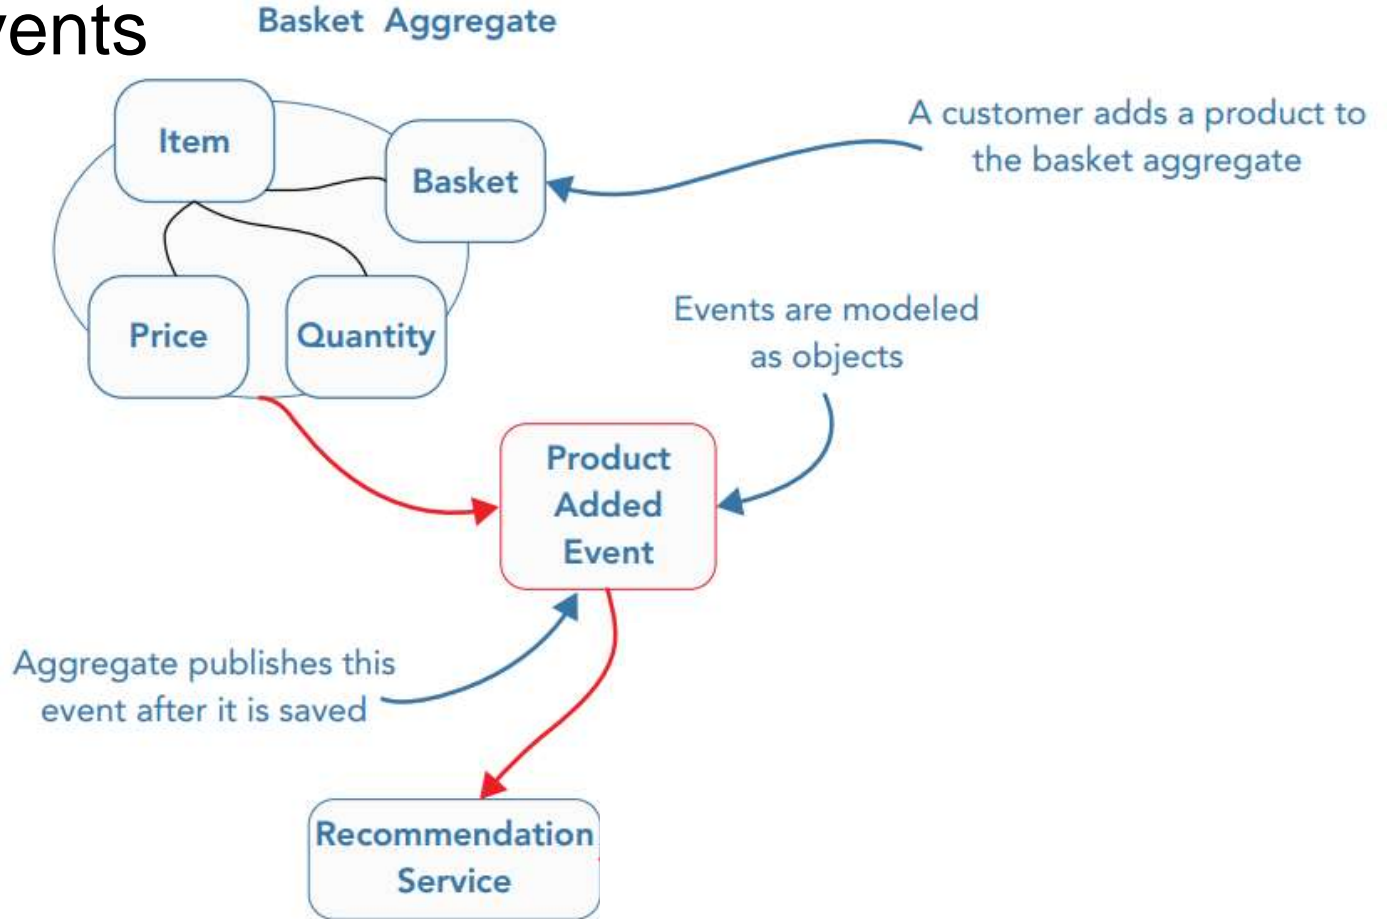 vents
Basket Aggregate
Item
Basket
A customer adds a product to
the basket aggregate
Price
Quantity
Events are modeled
as objects
Product
Added
Event
Aggregate publishes this
event after it is saved
Recommendation
Service